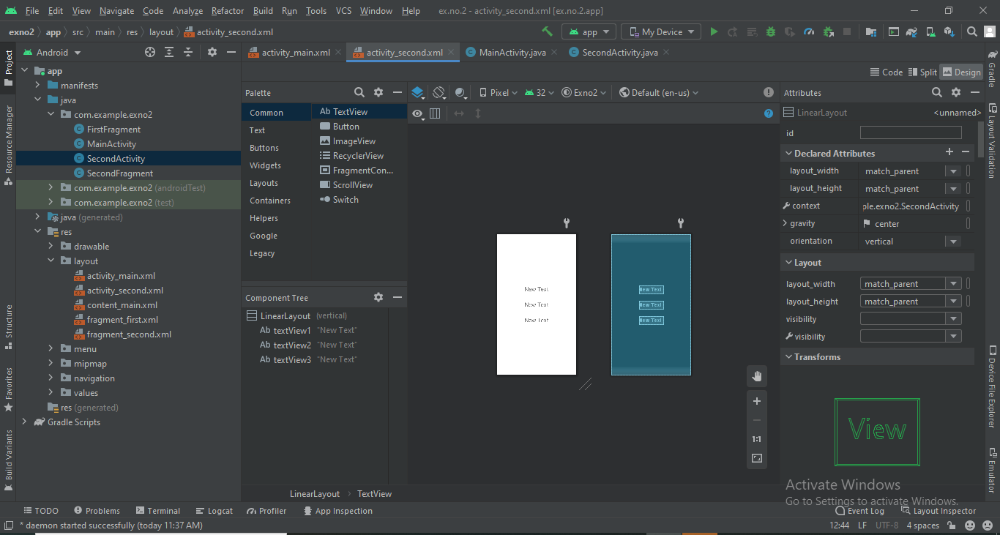 File Edit View Navigate Code Analyze Refactor Build Run Tools VCS Window Help ex.no.2 - activity_second.xml [ex.no.2.app]
exno2 app src main res layout activity_second.xml app My Device
Project
Android
activity_main.xml activity_second.xml MainActivity.java SecondActivity.java
Code Split Design
app
manifests
java
com.example.exno2
FirstFragment
MainActivity
SecondActivity
SecondFragment
com.example.exno2 (androidTest)
com.example.exno2 (test)
java (generated)
res
drawable
layout
activity_main.xml
activity_second.xml
content_main.xml
fragment_first.xml
fragment_second.xml
menu
mipmap
navigation
values
res (generated)
Gradle Scripts
Resource Manager
Structure
Favorites
Build Variants
Palette
Common
Text
Buttons
Widgets
Layouts
Containers
Helpers
Google
Legacy
Ab TextView
Button
ImageView
RecyclerView
FragmentCon...
ScrollView
Switch
Component Tree
LinearLayout (vertical)
Ab textView1 "New Text"
Ab textView2 "New Text"
Ab textView3 "New Text"
Pixel 32 Exno2 Default (en-us)
New Text
New Text
New Text
New Text
New Text
New Text
1:1
LinearLayout TextView
Attributes
LinearLayout <unnamed>
id
Declared Attributes
layout_width match_parent
layout_height match_parent
context ple.exno2.SecondActivity
gravity center
orientation vertical
Layout
layout_width match_parent
layout_height match_parent
visibility
visibility
Transforms
View
Gradle
Layout Validation
Device File Explorer
Emulator
Activate Windows
Go to Settings to activate Windows.
TODO Problems Terminal Logcat Profiler App Inspection Event Log Layout Inspector
* daemon started successfully (today 11:37 AM) 12:44 LF UTF-8 4 spaces